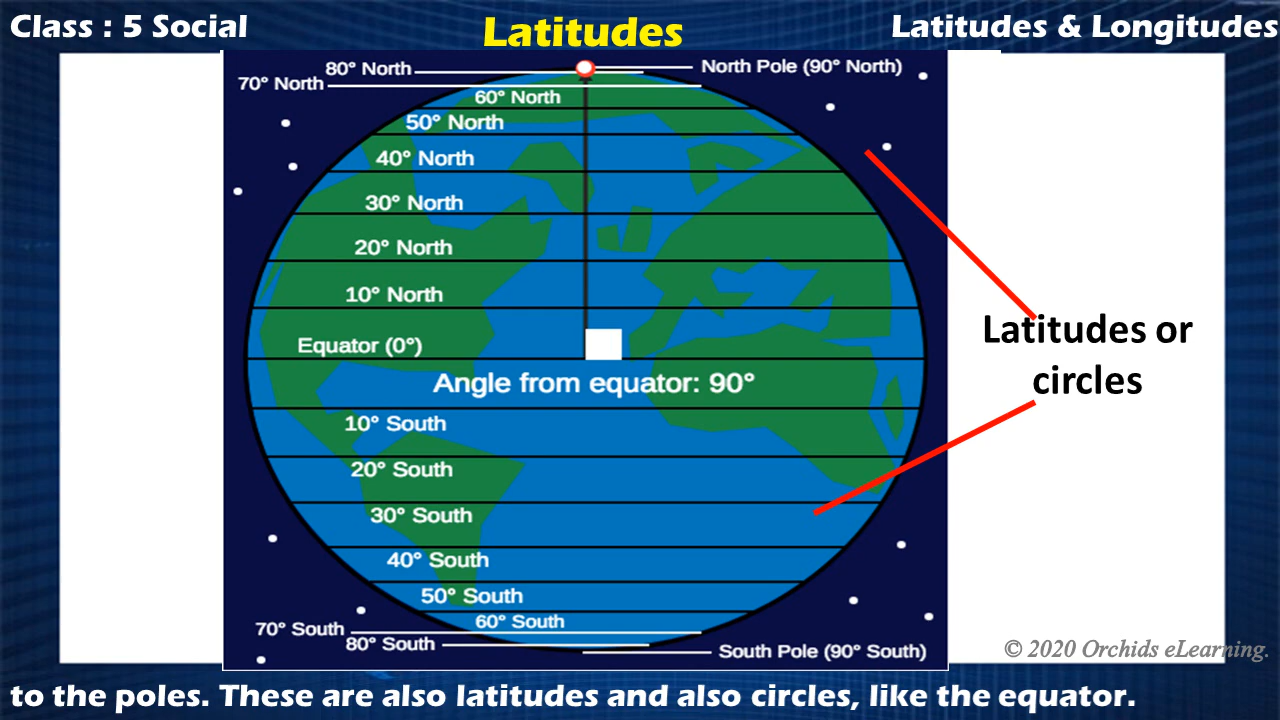 Class : 5 Social
Latitudes
Latitudes & Longitudes
80° North
North Pole (90° North)
70° North
60° North
50° North
40° North
30° North
20° North
10° North
Equator (0°)
Angle from equator: 90°
Latitudes or
circles
10° South
20° South
30° South
40° South
50° South
60° South
70° South
80° South
South Pole (90° South)
© 2020 Orchids eLearning.
to the poles. These are also latitudes and also circles, like the equator.